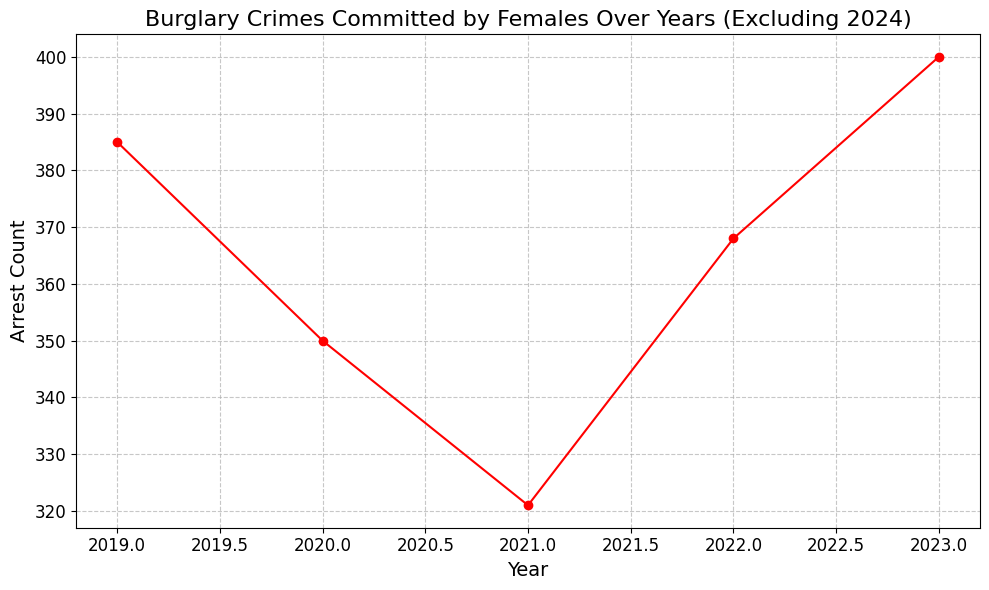 Burglary Crimes Committed by Females Over Years (Excluding 2024)
Arrest Count
400
390
380
370
360
350
340
330
320
2019.0 2019.5 2020.0 2020.5 2021.0 2021.5 2022.0 2022.5 2023.0
Year